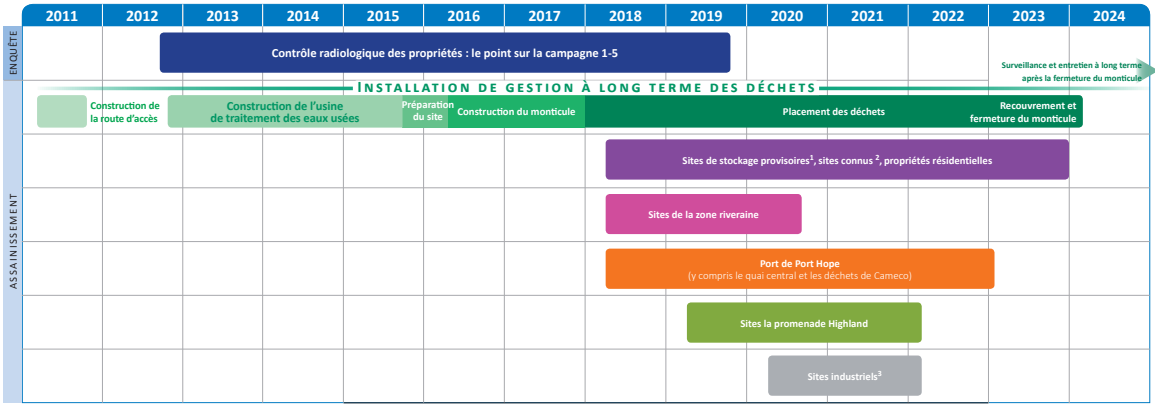 2011 2012 2013 2014 2015 2016 2017 2018 2019 2020 2021 2022 2023 2024
ENQUÊTE
Contrôle radiologique des propriétés : le point sur la campagne 1-5
Surveillance et entretien à long terme
après la fermeture du monticule
INSTALLATION DE GESTION À LONG TERME DES DÉCHETS
Construction de
la route d'accès
Construction de l'usine
de traitement des eaux usées
Préparation
du site
Construction du monticule
Placement des déchets
Recouvrement et
fermeture du monticule
ASSAINISSEMENT
Sites de stockage provisoires¹, sites connus ², propriétés résidentielles
Sites de la zone riveraine
Port de Port Hope
(y compris le quai central et les déchets de Cameco)
Sites la promenade Highland
Sites industriels³